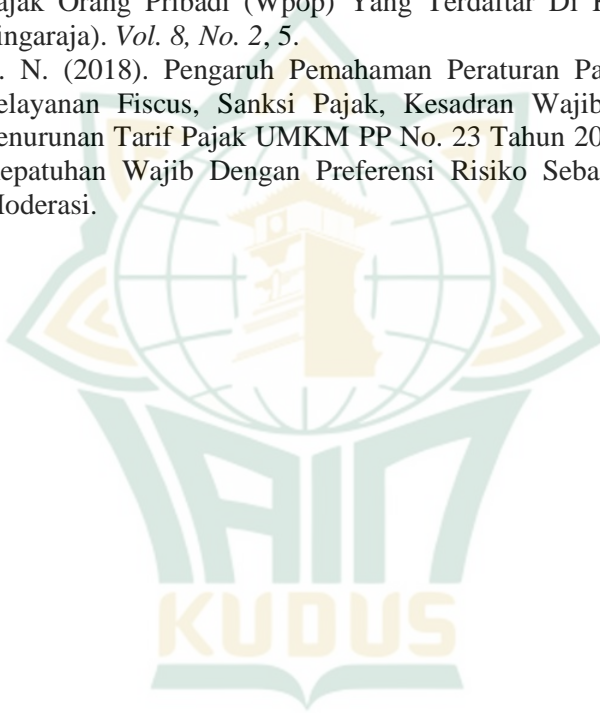 ajak Orang Pribadi (Wpop) Yang Terdaftar Di
ingaraja). Vol. 8, No. 2, 5.
. N. (2018). Pengaruh Pemahaman Peraturan Pa
elayanan Fiscus, Sanksi Pajak, Kesadran Wajib
enurunan Tarif Pajak UMKM PP No. 23 Tahun 20
epatuhan Wajib Dengan Preferensi Risiko Seba
Ioderasi.
IAIN
KUDUS